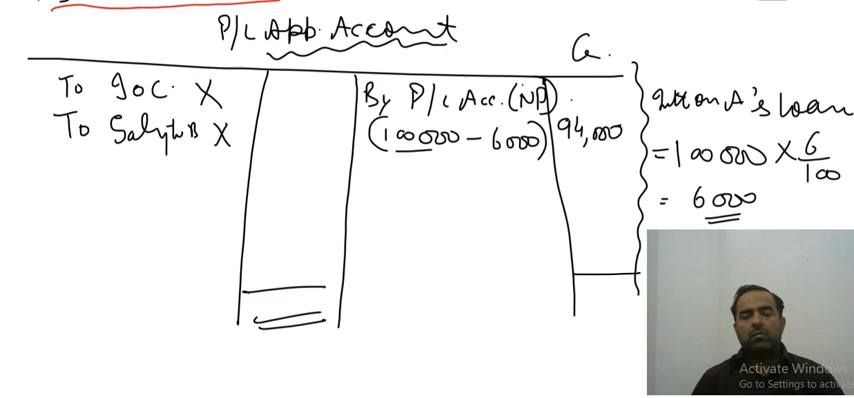 P/L App. Account
Cr.
To IOC. X
To Salary to B X
By P/L Acc. (NP)
(100000 - 6000)
94,000
Intt on A's loan
= 100000 X 6/100
= 6000
Activate Windows
Go to Settings to activate